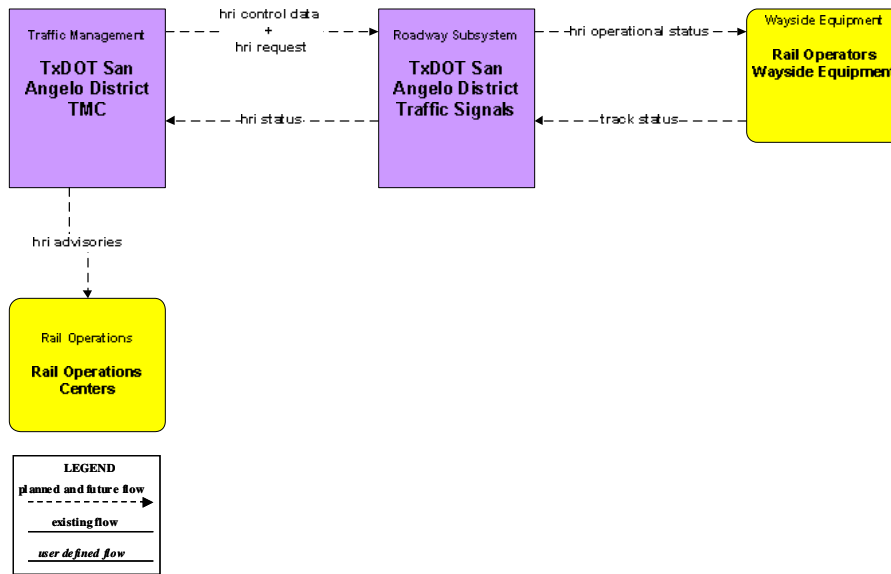 Traffic Management
TxDOT San
Angelo District
TMC
hri control data
+
hri request
Roadway Subsystem
TxDOT San
Angelo District
Traffic Signals
hri operational status
Wayside Equipment
Rail Operators
Wayside Equipment
hri status
track status
hri advisories
Rail Operations
Rail Operations
Centers
LEGEND
planned and future flow
existing flow
user defined flow